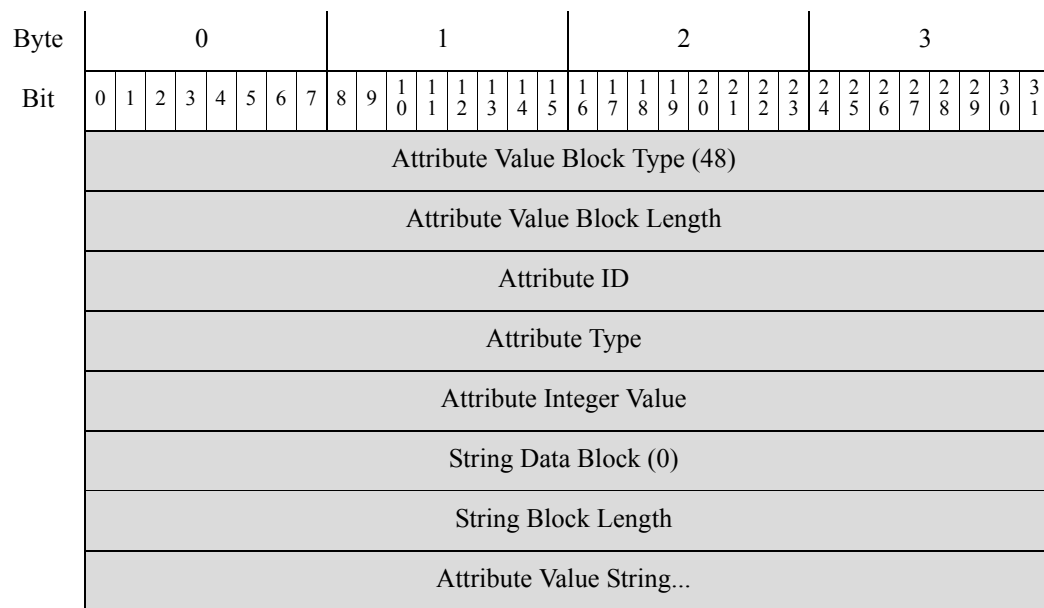 Byte 0 1 2 3
Bit 0 1 2 3 4 5 6 7 8 9 10 11 12 13 14 15 16 17 18 19 20 21 22 23 24 25 26 27 28 29 30 31
Attribute Value Block Type (48)
Attribute Value Block Length
Attribute ID
Attribute Type
Attribute Integer Value
String Data Block (0)
String Block Length
Attribute Value String...